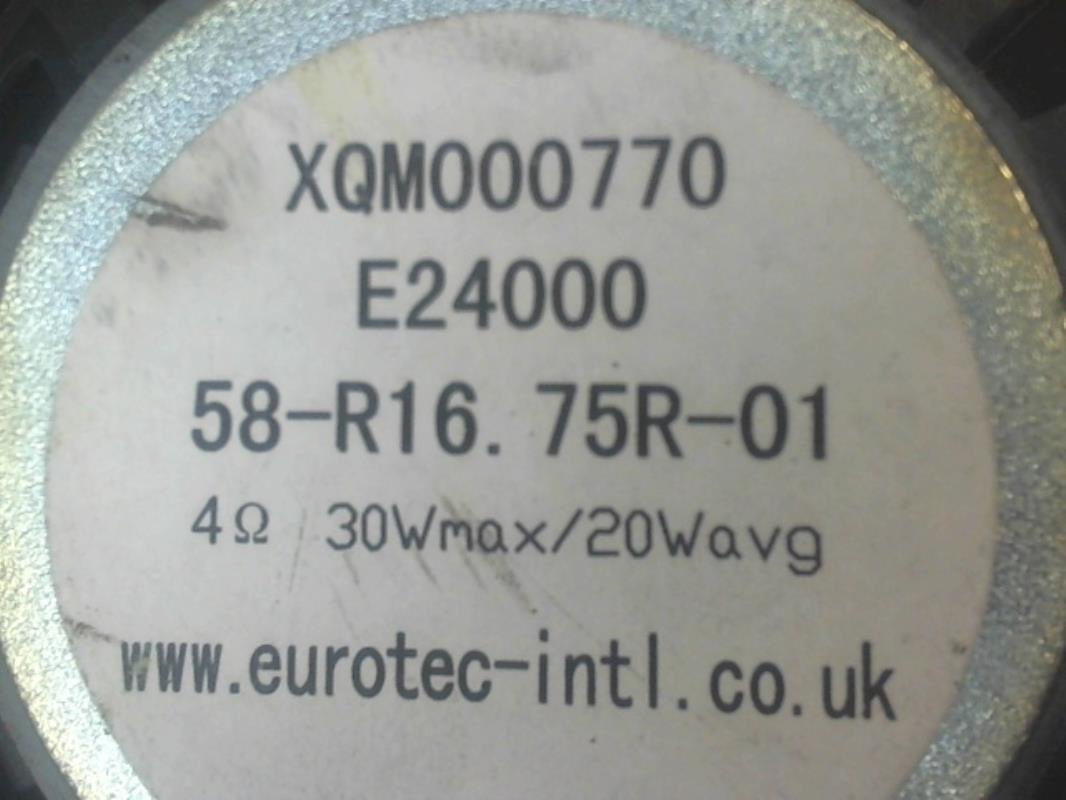 XQM000770
E24000
58-R16.75R-01
4Ω 30Wmax/20Wavg
www.eurotec-intl.co.uk